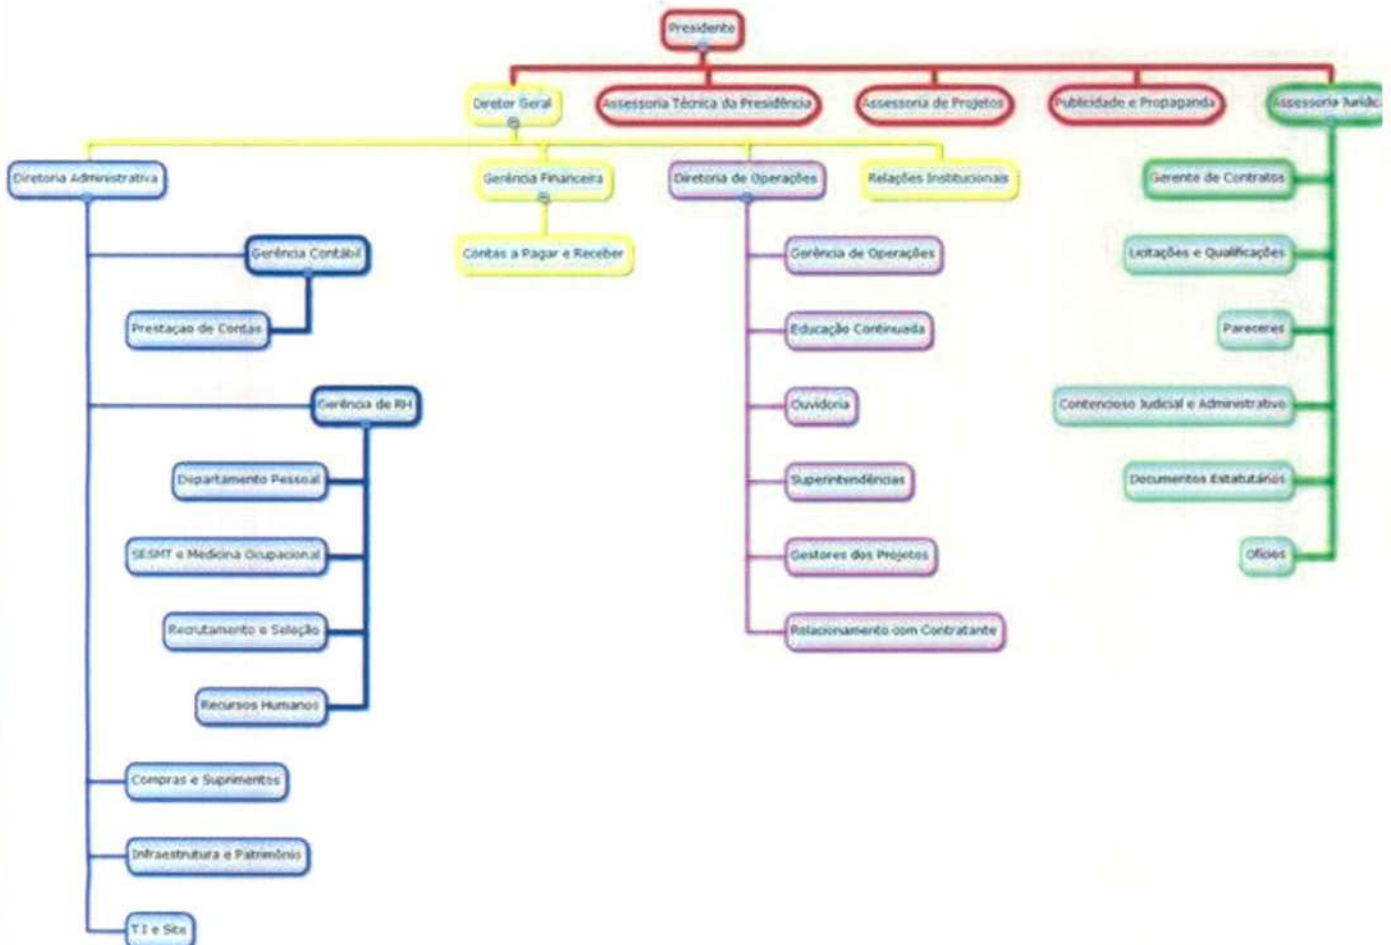 Presidente
Diretor Geral
Assessoria Técnica da Presidência
Assessoria de Projetos
Publicidade e Propaganda
Assessoria Jurídic
Diretoria Administrativa
Gerência Financeira
Diretoria de Operações
Relações Institucionais
Gerente de Contratos
Gerência Contábil
Contas a Pagar e Receber
Gerência de Operações
Licitações e Qualificações
Prestaçao de Contas
Educação Continuada
Pareceres
Gerência de RH
Ouvidoria
Contencioso Judicial e Administrativo
Departamento Pessoal
Superintendências
Documentos Estatutários
SESMT e Medicina Ocupacional
Gestores dos Projetos
Ofícios
Recrutamento e Seleção
Relacionamento com Contratante
Recursos Humanos
Compras e Suprimentos
Infraestrutura e Patrimônio
T.I e Site